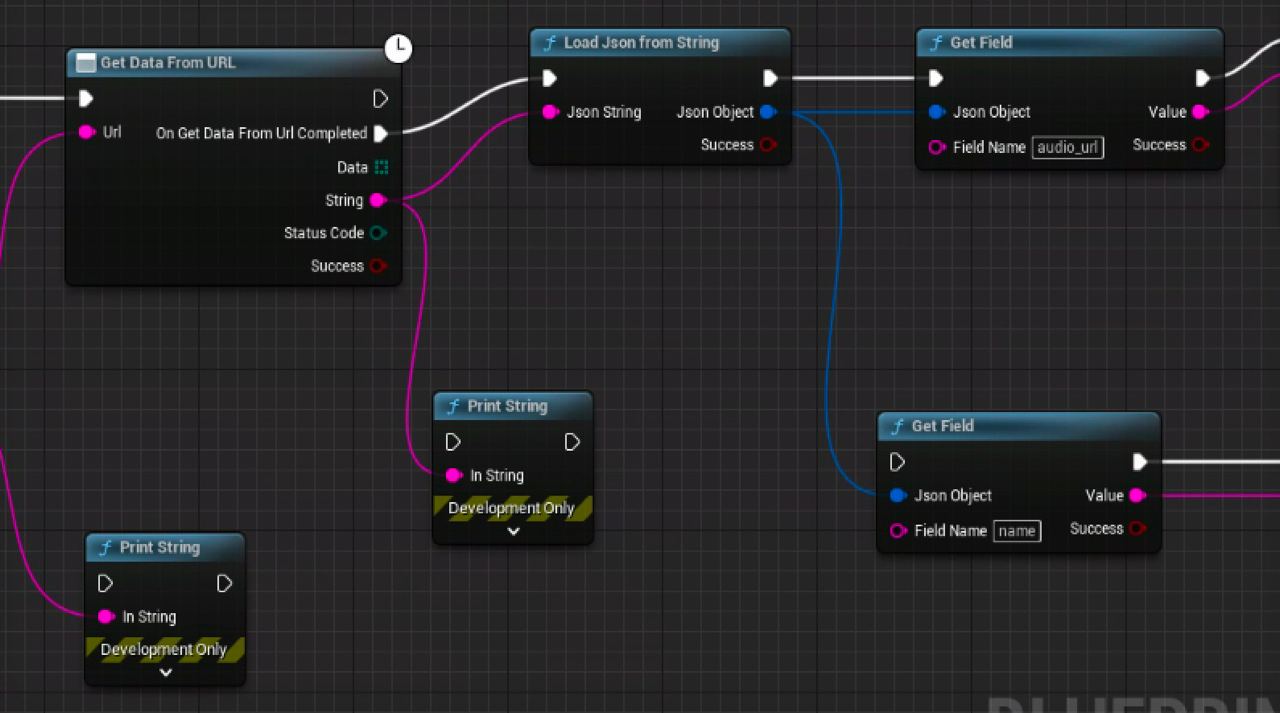 Get Data From URL
Url
On Get Data From Url Completed
Data
String
Status Code
Success
Load Json from String
Json String
Json Object
Success
Get Field
Json Object
Value
Field Name audio_url
Success
Print String
In String
Development Only
Get Field
Json Object
Value
Field Name name
Success
Print String
In String
Development Only